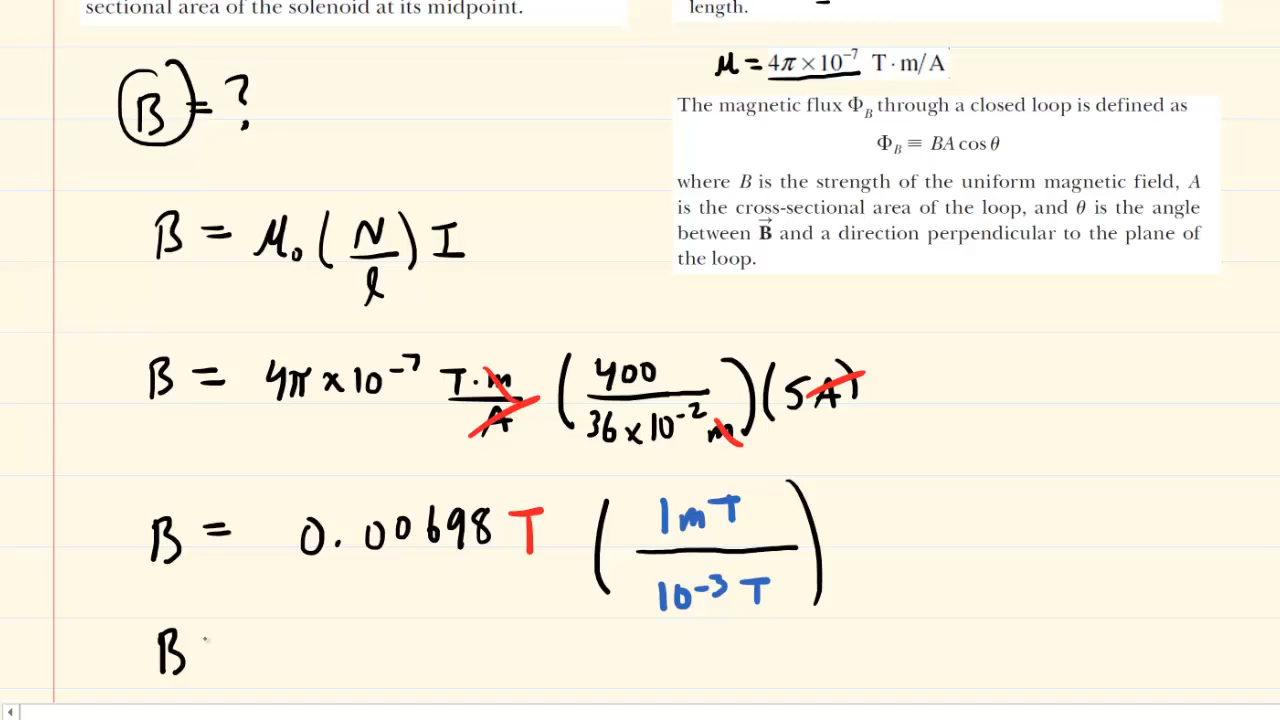 sectional area of the solenoid at its midpoint.
length.
μ = 4π × 10⁻⁷ T · m/A
The magnetic flux Φ_B through a closed loop is defined as
Φ_B ≡ BA cos θ
where B is the strength of the uniform magnetic field, A
is the cross-sectional area of the loop, and θ is the angle
between B⃗ and a direction perpendicular to the plane of
the loop.
B = ?
B = μ₀ (N/l) I
B = 4π × 10⁻⁷ T·m/A (400/36 × 10⁻² m) (5A)
B = 0.00698 T (1mT/10⁻³ T)
B